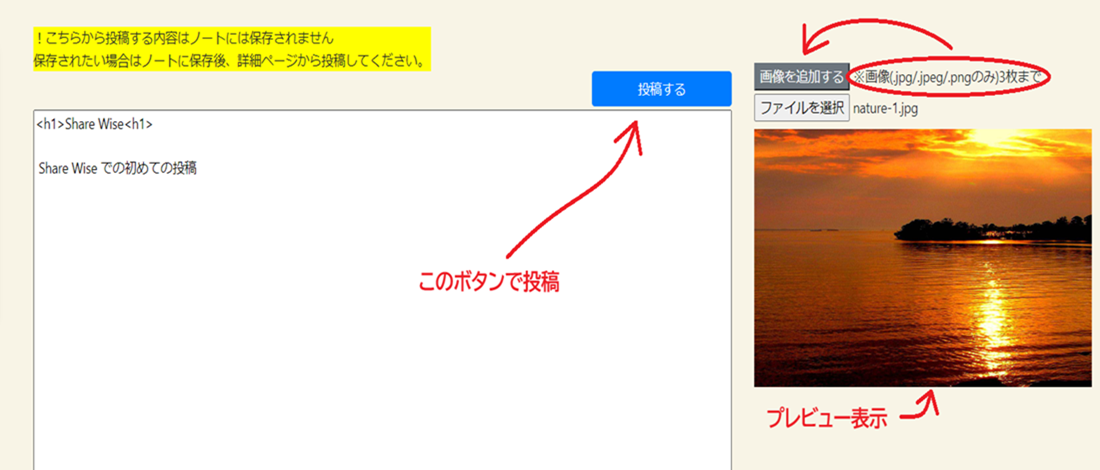 ！こちらから投稿する内容はノートには保存されません
保存されたい場合はノートに保存後、詳細ページから投稿してください。
投稿する
<h1>Share Wise<h1>
Share Wise での初めての投稿
このボタンで投稿
画像を追加する ※画像(.jpg/.jpeg/.pngのみ)3枚まで
ファイルを選択 nature-1.jpg
プレビュー表示